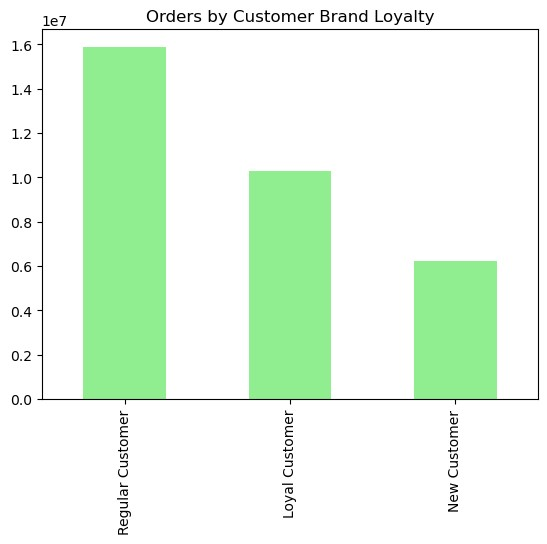 Orders by Customer Brand Loyalty
1e7
1.6
1.4
1.2
1.0
0.8
0.6
0.4
0.2
0.0
Regular Customer
Loyal Customer
New Customer